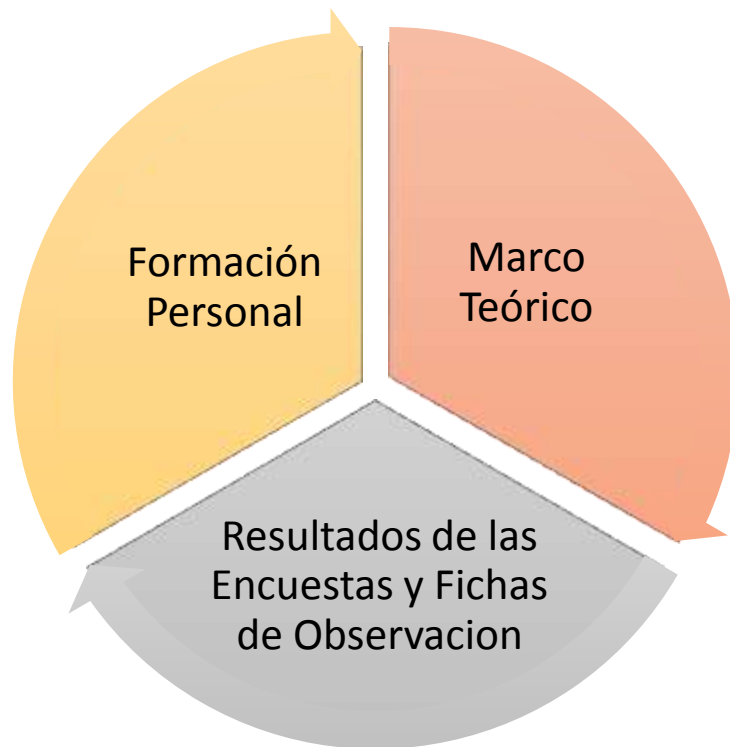 Formación
Personal
Marco
Teórico
Resultados de las
Encuestas y Fichas
de Observacion